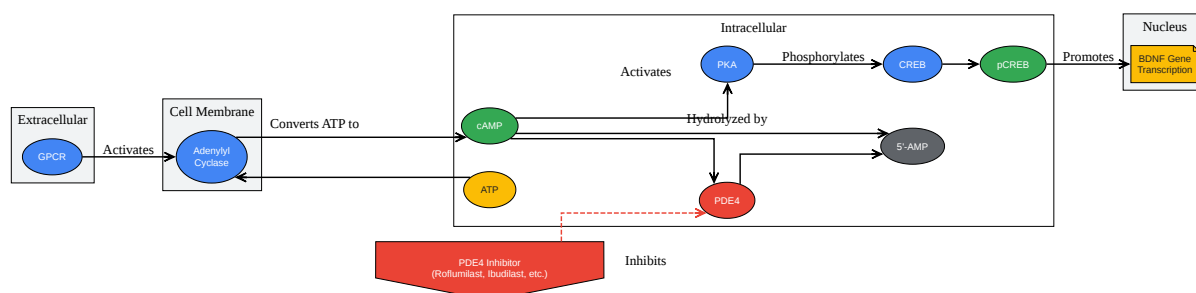 Extracellular
GPCR
Activates
Cell Membrane
Adenylyl
Cyclase
Converts ATP to
Intracellular
cAMP
ATP
Activates
PKA
Phosphorylates
CREB
pCREB
Promotes
Nucleus
BDNF Gene
Transcription
Hydrolyzed by
5'-AMP
PDE4
PDE4 Inhibitor
(Roflumilast, Ibudilast, etc.)
Inhibits